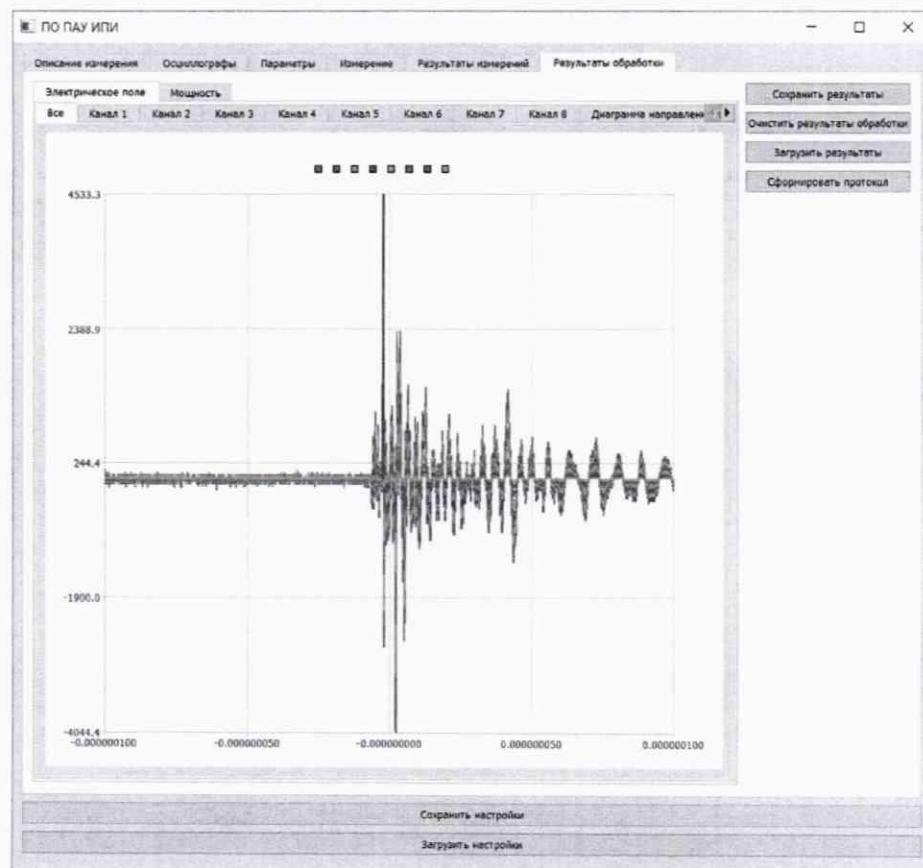 ПО ПАУ ИПИ
Описание измерения Осциллографы Параметры Измерение Результаты измерений Результаты обработки
Электрическое поле Мощность
Все Канал 1 Канал 2 Канал 3 Канал 4 Канал 5 Канал 6 Канал 7 Канал 8 Диаграмма направлен
Сохранить результаты
Очистить результаты обработки
Загрузить результаты
Сформировать протокол
4533.3
2388.9
244.4
-1900.0
-4044.4
-0.000000100 -0.000000050 -0.000000000 0.000000050 0.000000100
Сохранить настройки
Загрузить настройки